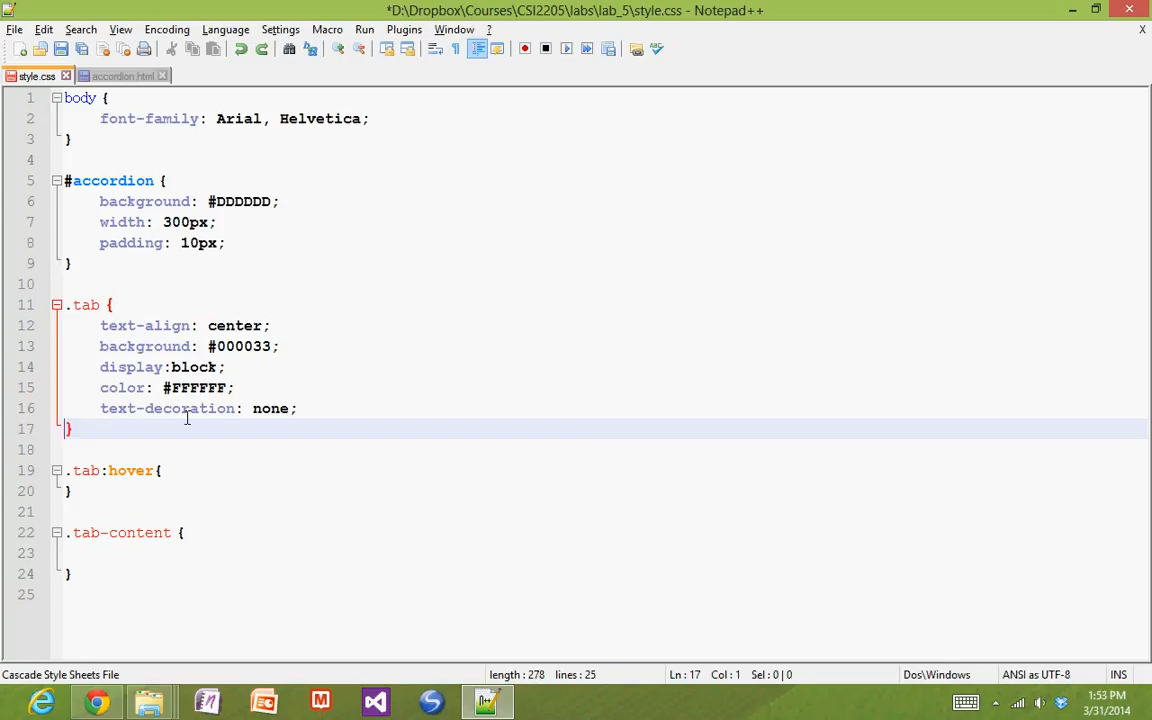 *D:\Dropbox\Courses\CSI2205\labs\lab_5\style.css - Notepad++
File Edit Search View Encoding Language Settings Macro Run Plugins Window ? X
style.css accordion.html
1 body {
2 font-family: Arial, Helvetica;
3 }
4
5 #accordion {
6 background: #DDDDDD;
7 width: 300px;
8 padding: 10px;
9 }
10
11 .tab {
12 text-align: center;
13 background: #000033;
14 display:block;
15 color: #FFFFFF;
16 text-decoration: none;
17 }
18
19 .tab:hover{
20 }
21
22 .tab-content {
23
24 }
25
Cascade Style Sheets File length : 278 lines : 25 Ln : 17 Col : 1 Sel : 0 | 0 Dos\Windows ANSI as UTF-8 INS
1:53 PM
3/31/2014